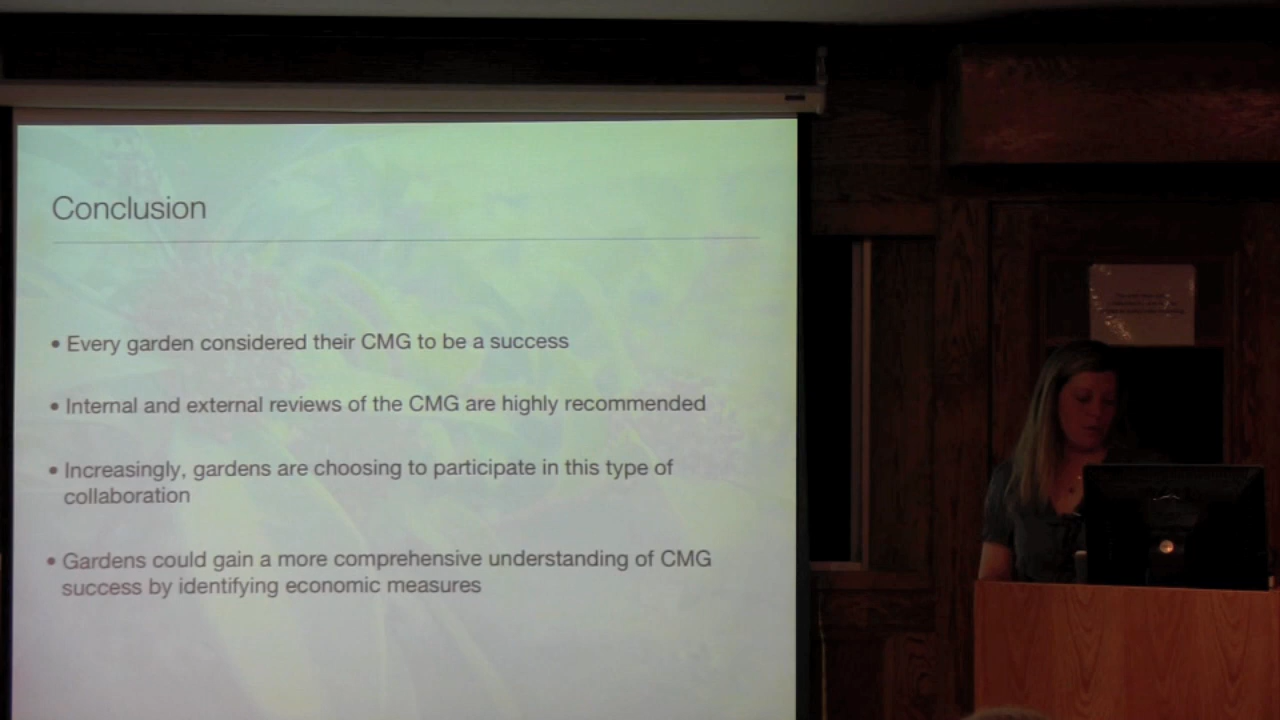 Conclusion
• Every garden considered their CMG to be a success
• Internal and external reviews of the CMG are highly recommended
• Increasingly, gardens are choosing to participate in this type of
collaboration
• Gardens could gain a more comprehensive understanding of CMG
success by identifying economic measures